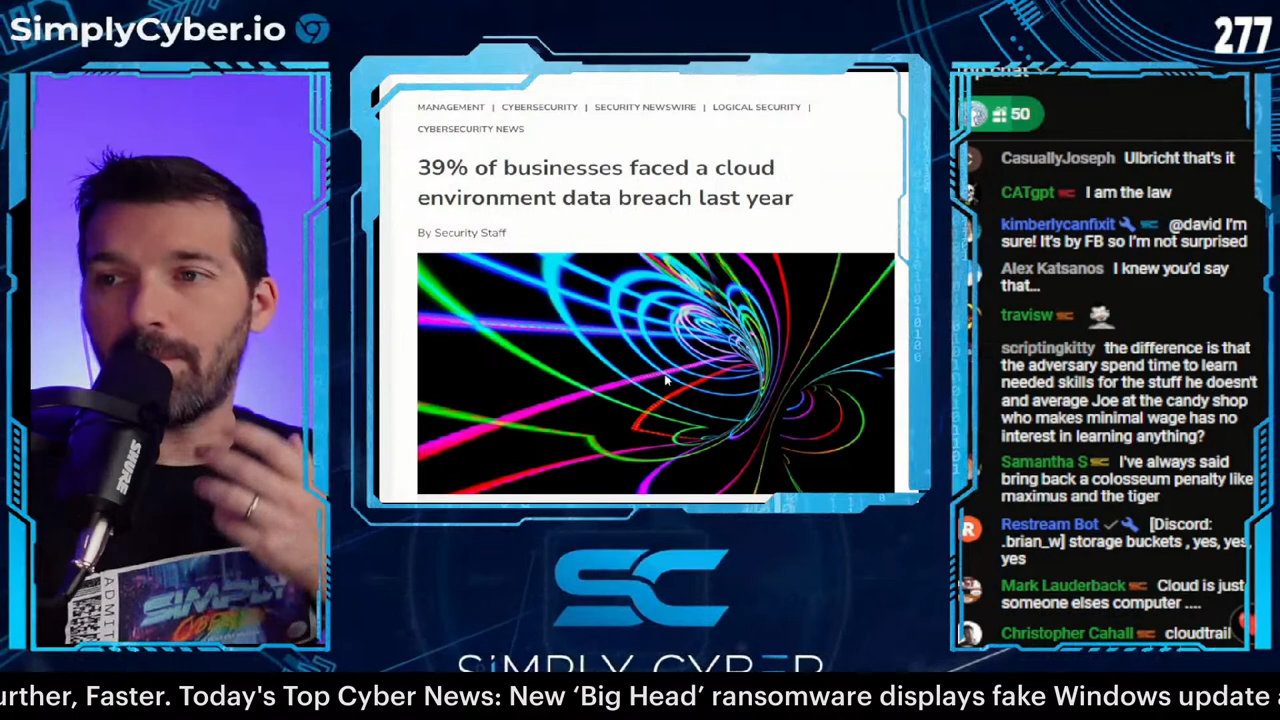 SimplyCyber.io
277
MANAGEMENT | CYBERSECURITY | SECURITY NEWSWIRE | LOGICAL SECURITY |
CYBERSECURITY NEWS
39% of businesses faced a cloud
environment data breach last year
By Security Staff
SHURE
ADMIT
SIMPLY
SC
SIMPLY CYBER
50
CasuallyJoseph Ulbricht that's it
CATgpt I am the law
kimberlycanfixit @david I'm
sure! It's by FB so I'm not surprised
Alex Katsanos I knew you'd say
that...
travisw
scriptingkitty the difference is that
the adversary spend time to learn
needed skills for the stuff he doesn't
and average Joe at the candy shop
who makes minimal wage has no
interest in learning anything?
Samantha S I've always said
bring back a colosseum penalty like
maximus and the tiger
R Restream Bot [Discord:
.brian_w] storage buckets , yes, yes,
yes
Mark Lauderback Cloud is just
someone elses computer ....
Christopher Cahall cloudtrail
urther, Faster. Today's Top Cyber News: New ‘Big Head’ ransomware displays fake Windows update